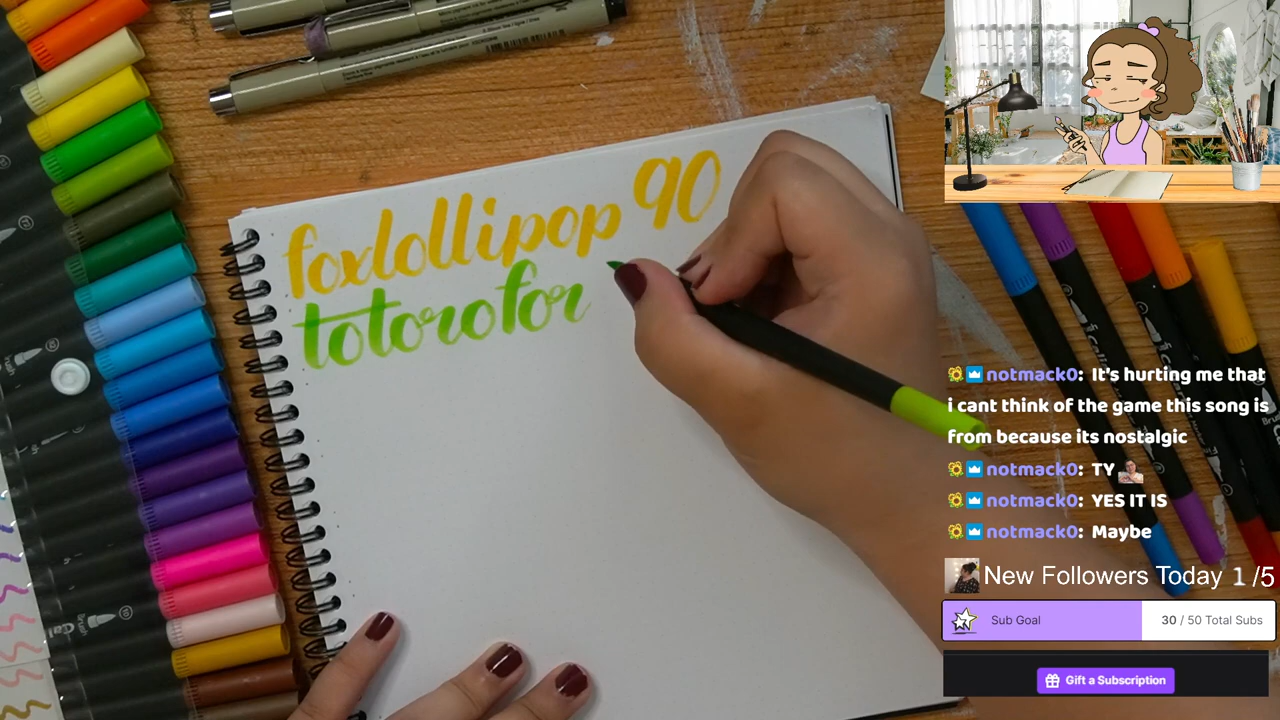 foxlollipop 90
totorofor
notmack0: It's hurting me that
i cant think of the game this song is
from because its nostalgic
notmack0: TY
notmack0: YES IT IS
notmack0: Maybe
New Followers Today 1 /5
Sub Goal 30 / 50 Total Subs
Gift a Subscription